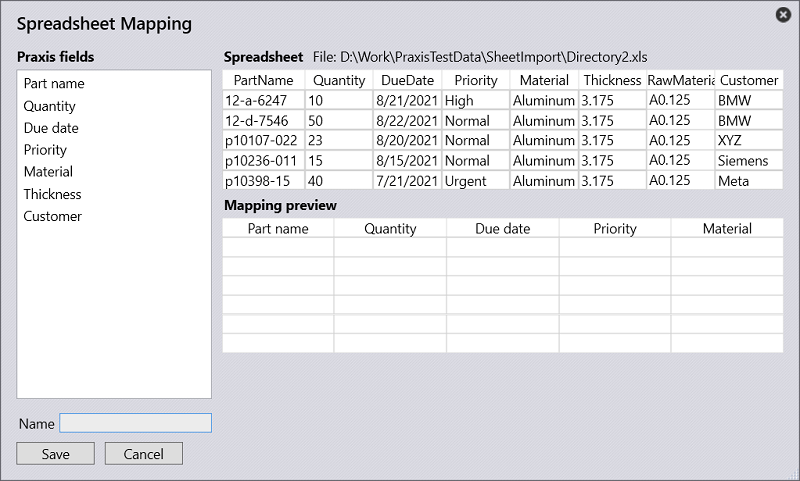 Spreadsheet Mapping
Praxis fields
Part name
Quantity
Due date
Priority
Material
Thickness
Customer
Spreadsheet File: D:\Work\PraxisTestData\SheetImport\Directory2.xls
PartName Quantity DueDate Priority Material Thickness RawMateria Customer
12-a-6247 10 8/21/2021 High Aluminum 3.175 A0.125 BMW
12-d-7546 50 8/22/2021 Normal Aluminum 3.175 A0.125 BMW
p10107-022 23 8/20/2021 Normal Aluminum 3.175 A0.125 XYZ
p10236-011 15 8/15/2021 Normal Aluminum 3.175 A0.125 Siemens
p10398-15 40 7/21/2021 Urgent Aluminum 3.175 A0.125 Meta
Mapping preview
Part name Quantity Due date Priority Material
Name
Save Cancel